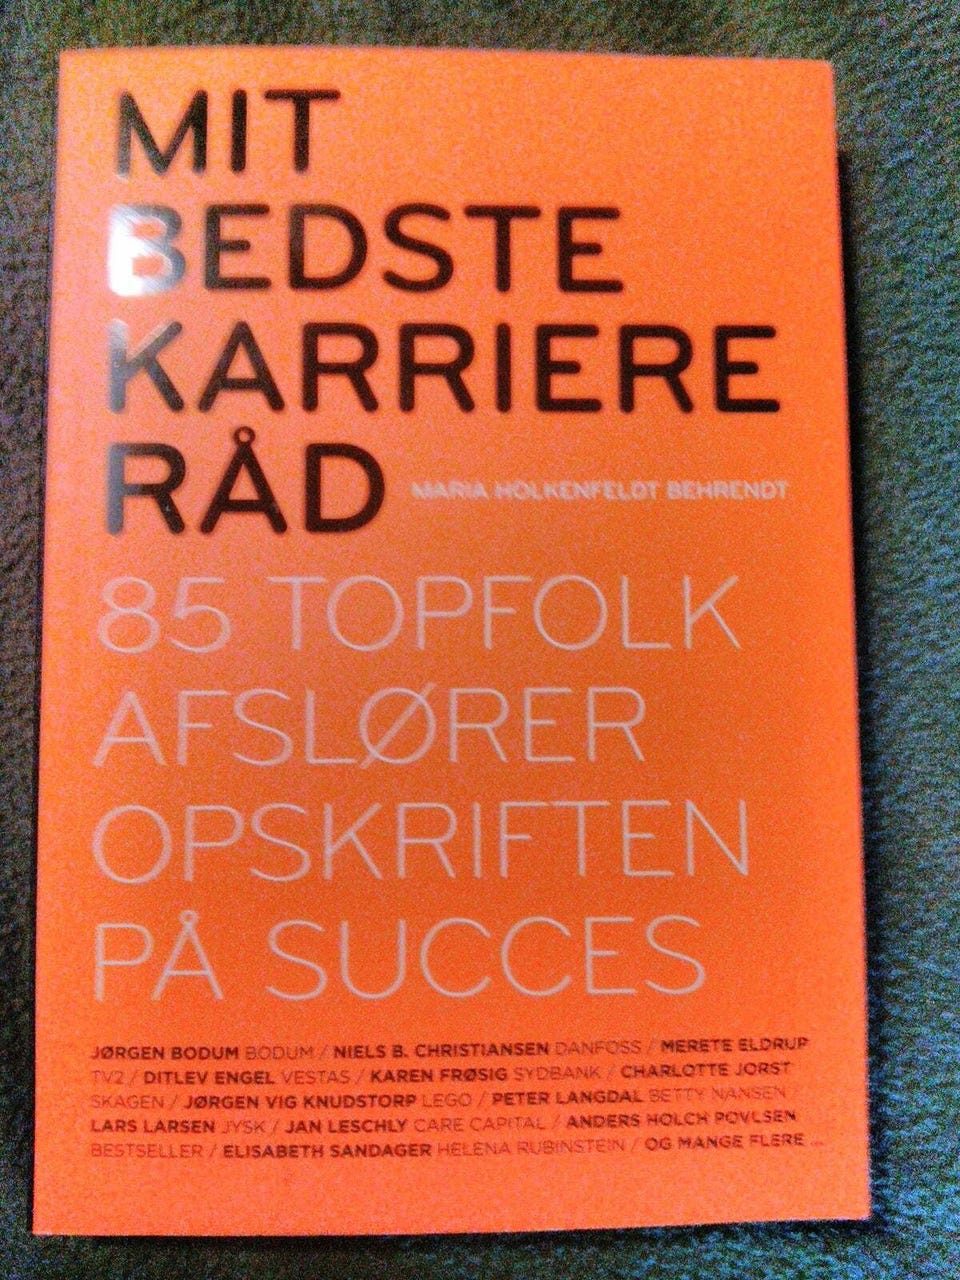 MIT
BEDSTE
KARRIERE
RÅD
MARIA HOLKENFELDT BEHRENDT
85 TOPFOLK
AFSLØRER
OPSKRIFTEN
PÅ SUCCES
JØRGEN BODUM BODUM / NIELS B. CHRISTIANSEN DANFOSS / MERETE ELDRUP
TV2 / DITLEV ENGEL VESTAS / KAREN FRØSIG SYDBANK / CHARLOTTE JORST
SKAGEN / JØRGEN VIG KNUDSTORP LEGO / PETER LANGDAL BETTY NANSEN
LARS LARSEN JYSK / JAN LESCHLY CARE CAPITAL / ANDERS HOLCH POVLSEN
BESTSELLER / ELISABETH SANDAGER HELENA RUBINSTEIN / OG MANGE FLERE ...